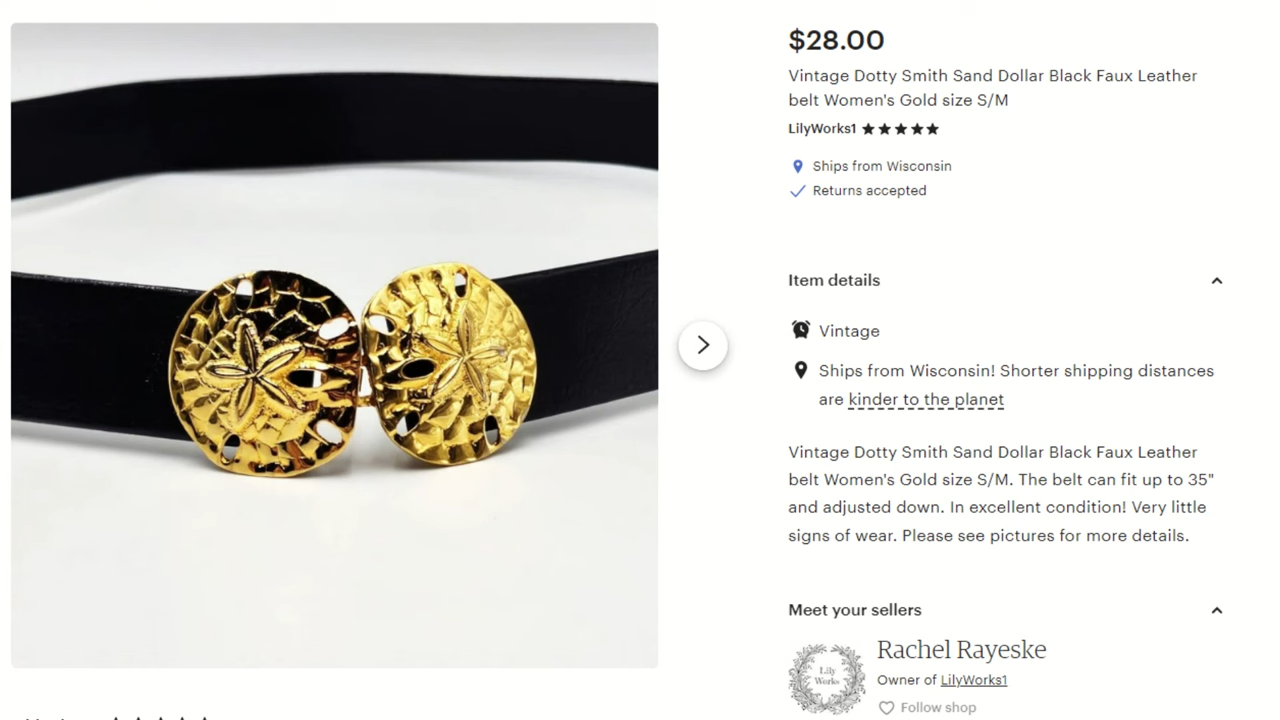 $28.00
Vintage Dotty Smith Sand Dollar Black Faux Leather
belt Women's Gold size S/M
LilyWorks1
Ships from Wisconsin
Returns accepted
Item details
Vintage
Ships from Wisconsin! Shorter shipping distances
are kinder to the planet
Vintage Dotty Smith Sand Dollar Black Faux Leather
belt Women's Gold size S/M. The belt can fit up to 35"
and adjusted down. In excellent condition! Very little
signs of wear. Please see pictures for more details.
Meet your sellers
Lily
Works
Rachel Rayeske
Owner of LilyWorks1
Follow shop